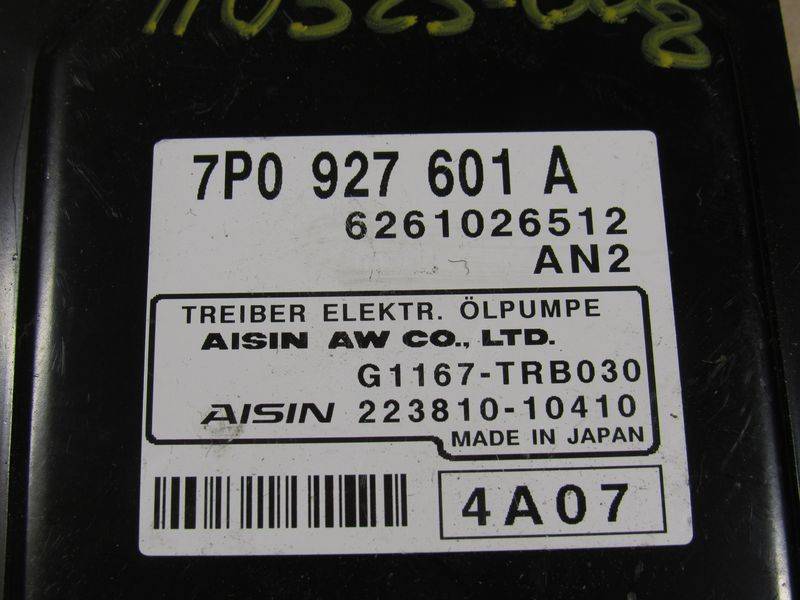 7P0 927 601 A
6261026512
AN2
TREIBER ELEKTR. ÖLPUMPE
AISIN AW CO., LTD.
G1167-TRB030
AISIN 223810-10410
MADE IN JAPAN
4A07